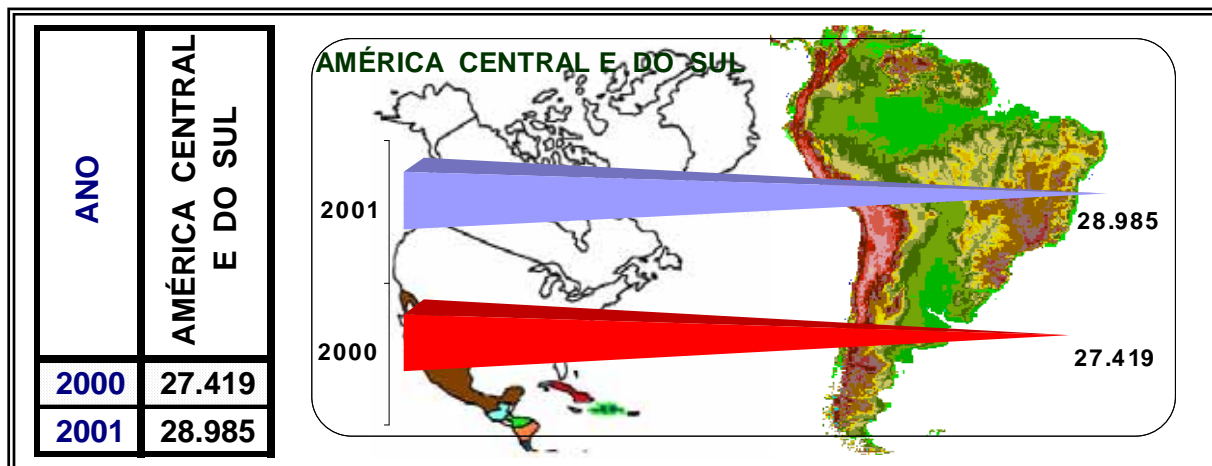 ANO
AMÉRICA CENTRAL
E DO SUL
2000 27.419
2001 28.985
AMÉRICA CENTRAL E DO SUL
2001
28.985
2000
27.419